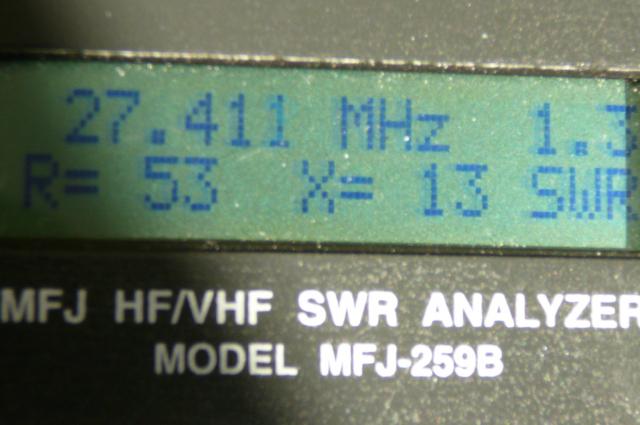 27.411 MHz 1.3
R= 53 X= 13 SWR
MFJ HF/VHF SWR ANALYZER
MODEL MFJ-259B